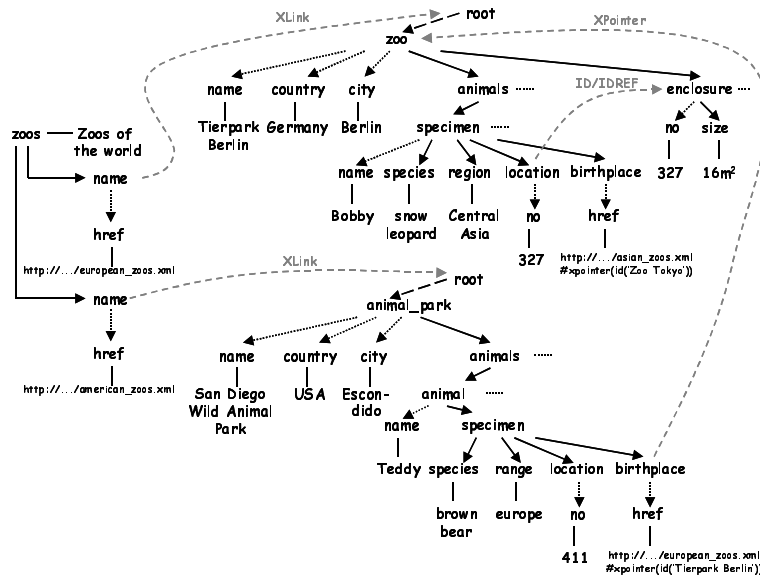 XLink
root
XPointer
zoo
name country city animals ..... ID/IDREF enclosure ...
Tierpark
Berlin
Germany
Berlin
specimen .....
no size
zoos
Zoos of
the world
name
name species region location birthplace
327 16m²
Bobby
snow
leopard
Central
Asia
no
href
href
327
http://.../asian_zoos.xml
#xpointer(id('Zoo Tokyo'))
http://.../european_zoos.xml
XLink
root
name
animal_park
href
name country city animals .....
http://.../american_zoos.xml
San Diego
Wild Animal
Park
USA
Escon-
dido
animal .....
name
specimen
Teddy
species range location birthplace
brown
bear
europe
no
href
411
http://.../european_zoos.xml
#xpointer(id('Tierpark Berlin'))